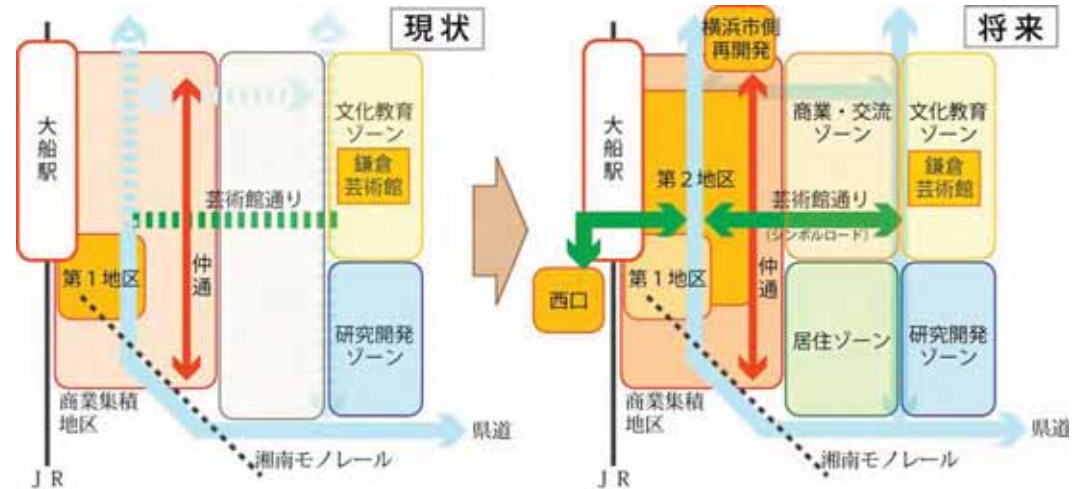 現状
大船駅
文化教育
ゾーン
鎌倉
芸術館
芸術館通り
第1地区
仲通
研究開発
ゾーン
商業集積
地区
県道
湘南モノレール
JR
将来
横浜市側
再開発
大船駅
商業・交流
ゾーン
文化教育
ゾーン
鎌倉
芸術館
第2地区
芸術館通り
(シンボルロード)
西口
第1地区
仲通
居住ゾーン
研究開発
ゾーン
商業集積
地区
県道
湘南モノレール
JR